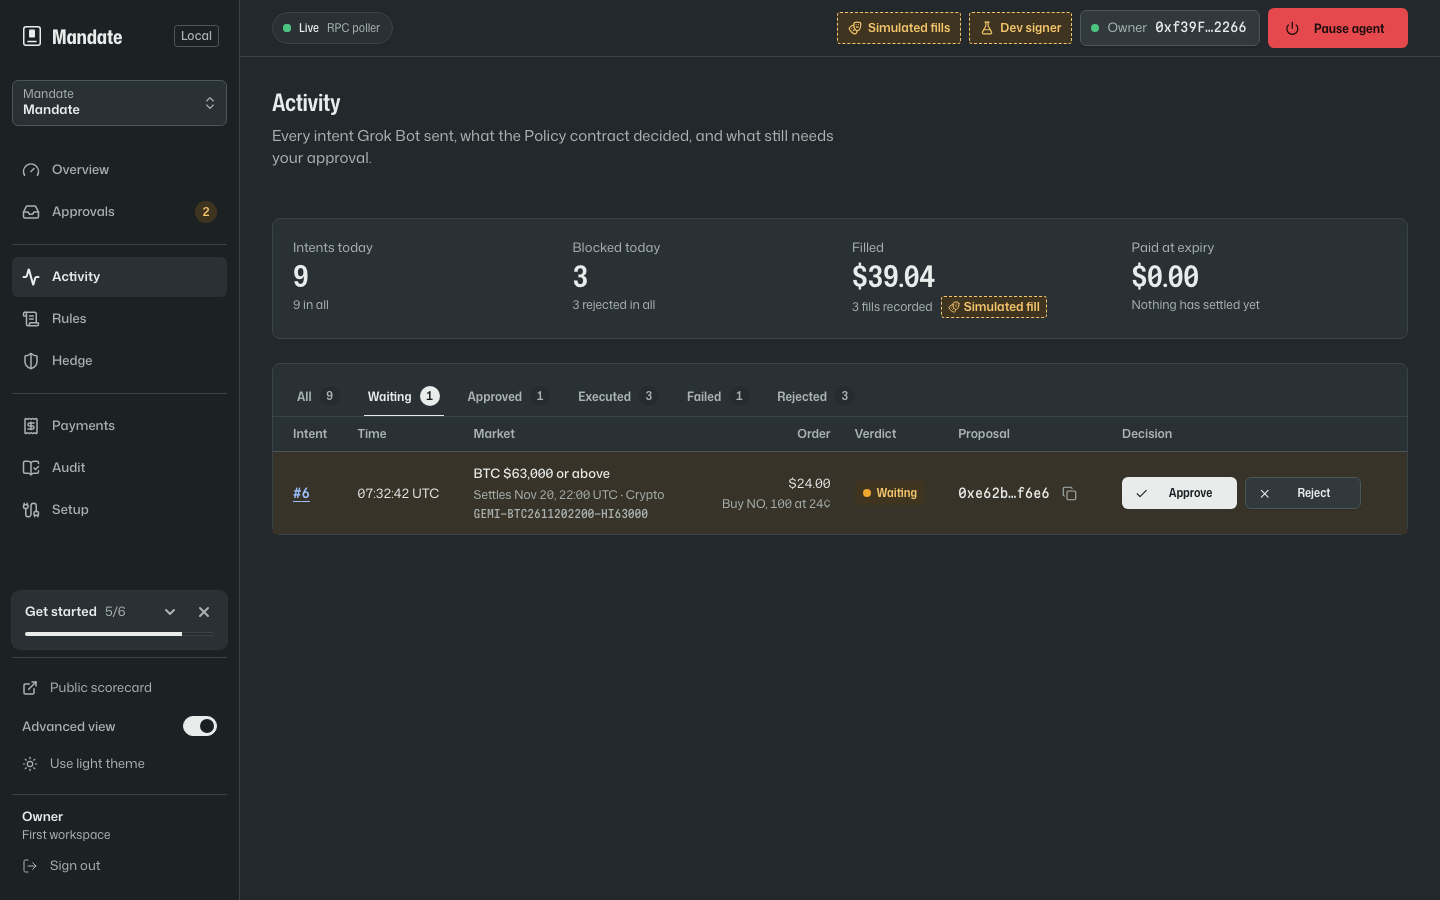 Mandate
Local
Mandate
Mandate
Overview
Approvals 2
Activity
Rules
Hedge
Payments
Audit
Setup
Get started 5/6
Public scorecard
Advanced view
Use light theme
Owner
First workspace
Sign out
Live RPC poller
Simulated fills
Dev signer
Owner 0xf39F…2266
Pause agent
Activity
Every intent Grok Bot sent, what the Policy contract decided, and what still needs
your approval.
Intents today
9
9 in all
Blocked today
3
3 rejected in all
Filled
$39.04
3 fills recorded Simulated fill
Paid at expiry
$0.00
Nothing has settled yet
All 9 Waiting 1 Approved 1 Executed 3 Failed 1 Rejected 3
Intent Time Market Order Verdict Proposal Decision
#6
07:32:42 UTC
BTC $63,000 or above
Settles Nov 20, 22:00 UTC · Crypto
GEMI-BTC2611202200-HI63000
$24.00
Buy NO, 100 at 24¢
Waiting
0xe62b…f6e6
Approve
Reject